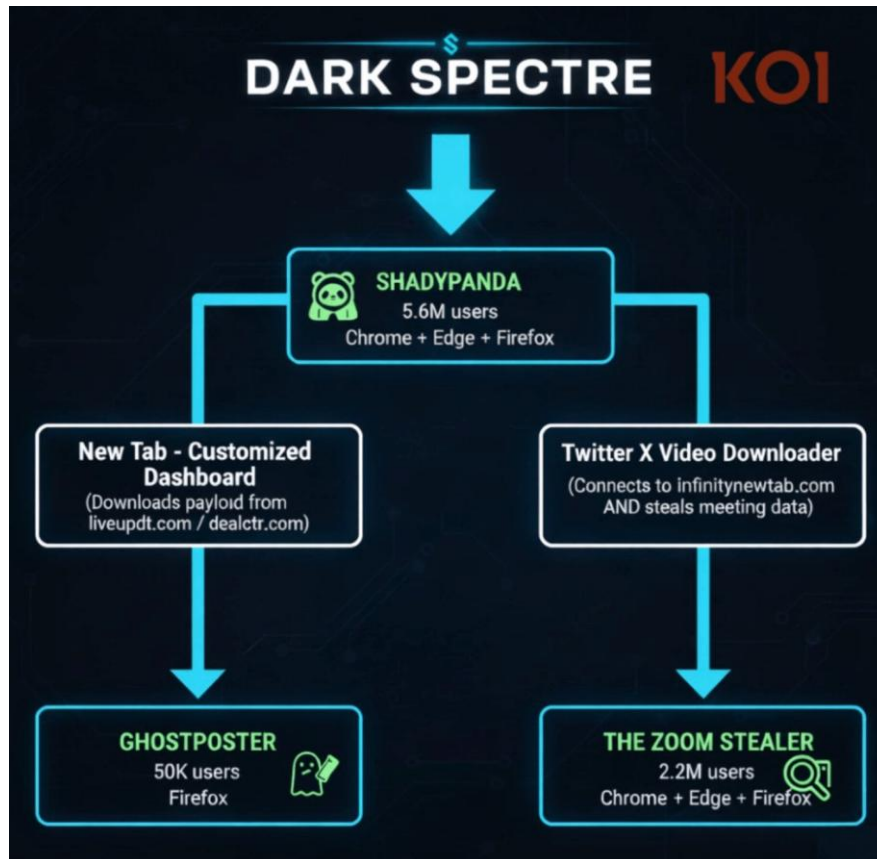 DARK SPECTRE
KOI
SHADYPANDA
5.6M users
Chrome + Edge + Firefox
New Tab - Customized
Dashboard
(Downloads payload from
liveupdt.com / dealctr.com)
Twitter X Video Downloader
(Connects to infinitynewtab.com
AND steals meeting data)
GHOSTPOSTER
50K users
Firefox
THE ZOOM STEALER
2.2M users
Chrome + Edge + Firefox